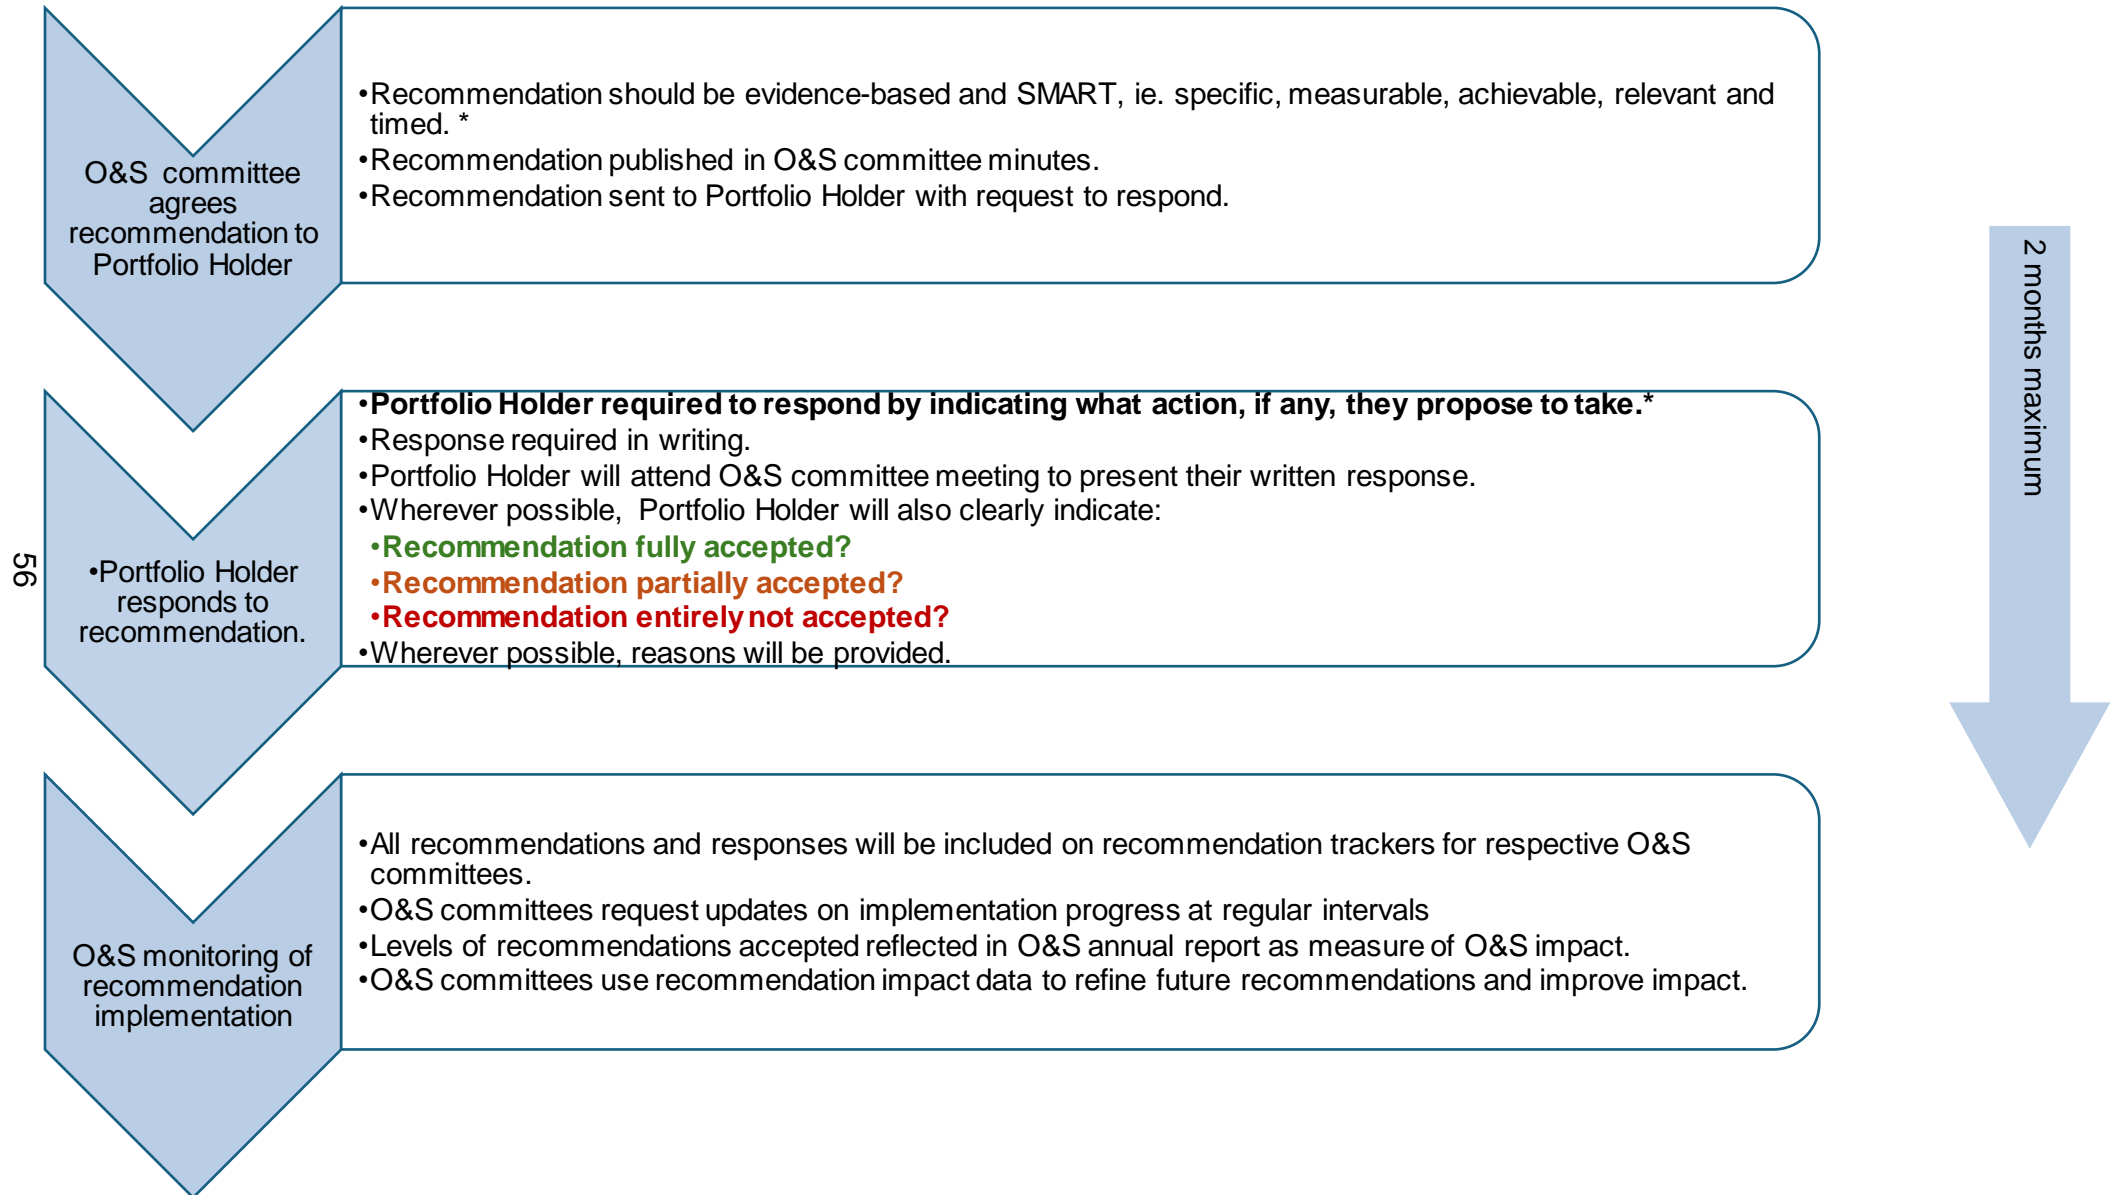 O&S committee
agrees
recommendation to
Portfolio Holder
•Recommendation should be evidence-based and SMART, ie. specific, measurable, achievable, relevant and
timed. *
•Recommendation published in O&S committee minutes.
•Recommendation sent to Portfolio Holder with request to respond.
•Portfolio Holder
responds to
recommendation.
•Portfolio Holder required to respond by indicating what action, if any, they propose to take.*
•Response required in writing.
•Portfolio Holder will attend O&S committee meeting to present their written response.
•Wherever possible, Portfolio Holder will also clearly indicate:
•Recommendation fully accepted?
•Recommendation partially accepted?
•Recommendation entirely not accepted?
•Wherever possible, reasons will be provided.
O&S monitoring of
recommendation
implementation
•All recommendations and responses will be included on recommendation trackers for respective O&S
committees.
•O&S committees request updates on implementation progress at regular intervals
•Levels of recommendations accepted reflected in O&S annual report as measure of O&S impact.
•O&S committees use recommendation impact data to refine future recommendations and improve impact.
2 months maximum
56